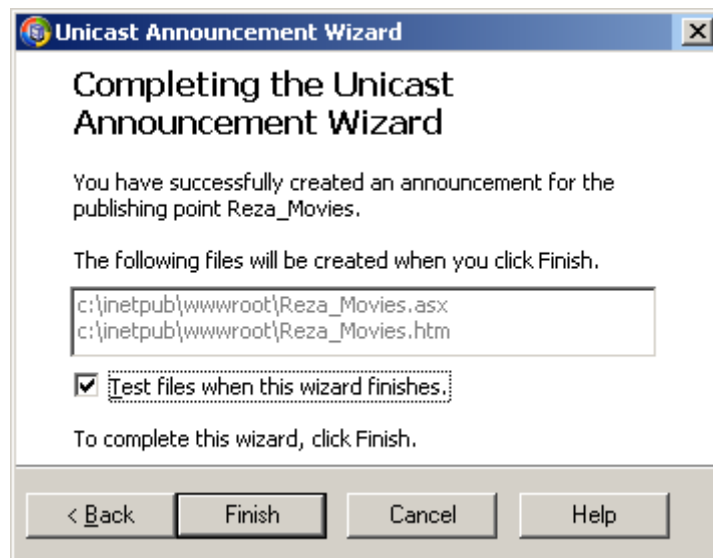 Unicast Announcement Wizard
Completing the Unicast
Announcement Wizard
You have successfully created an announcement for the
publishing point Reza_Movies.
The following files will be created when you click Finish.
c:\inetpub\wwwroot\Reza_Movies.asx
c:\inetpub\wwwroot\Reza_Movies.htm
Test files when this wizard finishes.
To complete this wizard, click Finish.
< Back Finish Cancel Help